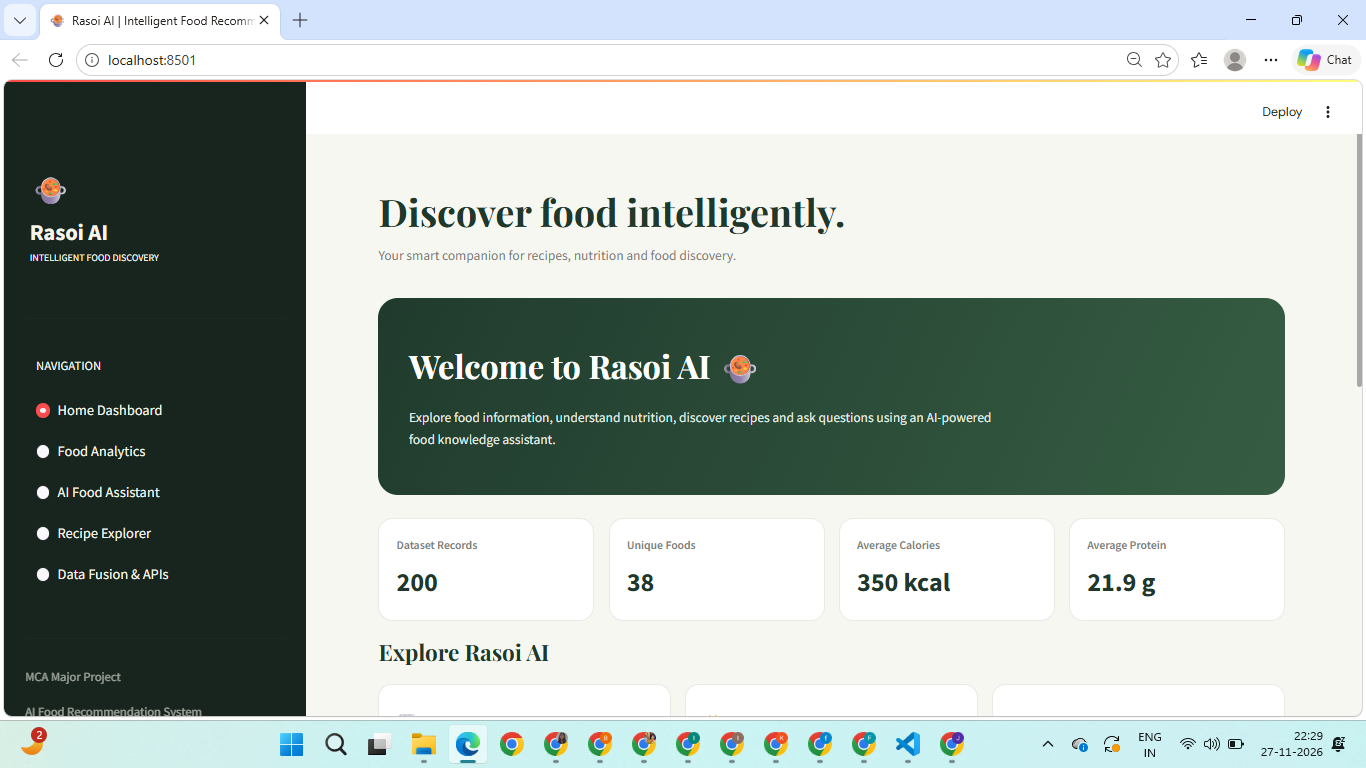 Rasoi AI | Intelligent Food Recomm
localhost:8501
Chat
Deploy
Rasoi AI
INTELLIGENT FOOD DISCOVERY
NAVIGATION
Home Dashboard
Food Analytics
AI Food Assistant
Recipe Explorer
Data Fusion & APIs
MCA Major Project
AI Food Recommendation System
Discover food intelligently.
Your smart companion for recipes, nutrition and food discovery.
Welcome to Rasoi AI
Explore food information, understand nutrition, discover recipes and ask questions using an AI-powered
food knowledge assistant.
Dataset Records
200
Unique Foods
38
Average Calories
350 kcal
Average Protein
21.9 g
Explore Rasoi AI
2
ENG
IN
22:29
27-11-2026